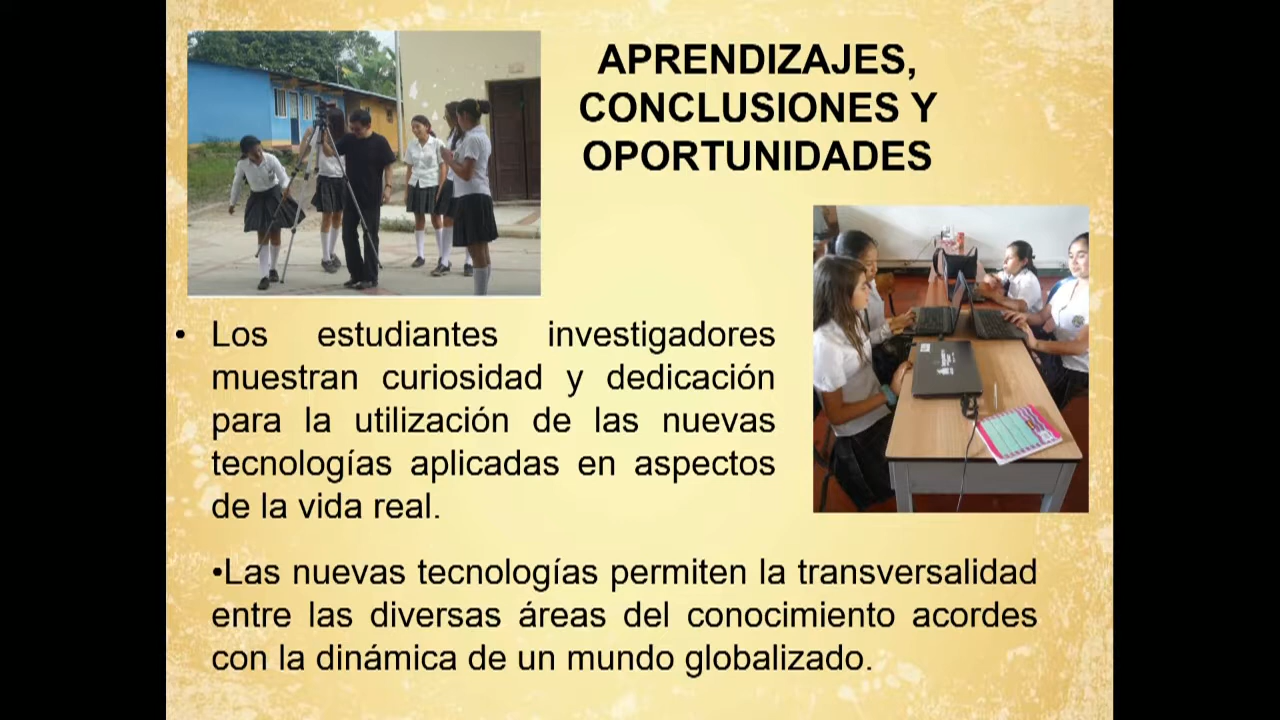 APRENDIZAJES,
CONCLUSIONES Y
OPORTUNIDADES
• Los estudiantes investigadores
muestran curiosidad y dedicación
para la utilización de las nuevas
tecnologías aplicadas en aspectos
de la vida real.
•Las nuevas tecnologías permiten la transversalidad
entre las diversas áreas del conocimiento acordes
con la dinámica de un mundo globalizado.